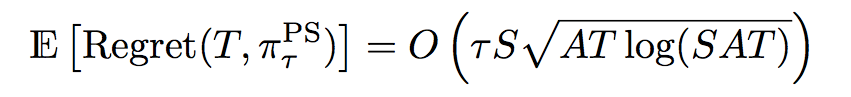 𝔼 [Regret(T, π_τ^PS)] = O (τS√(AT log(SAT)))